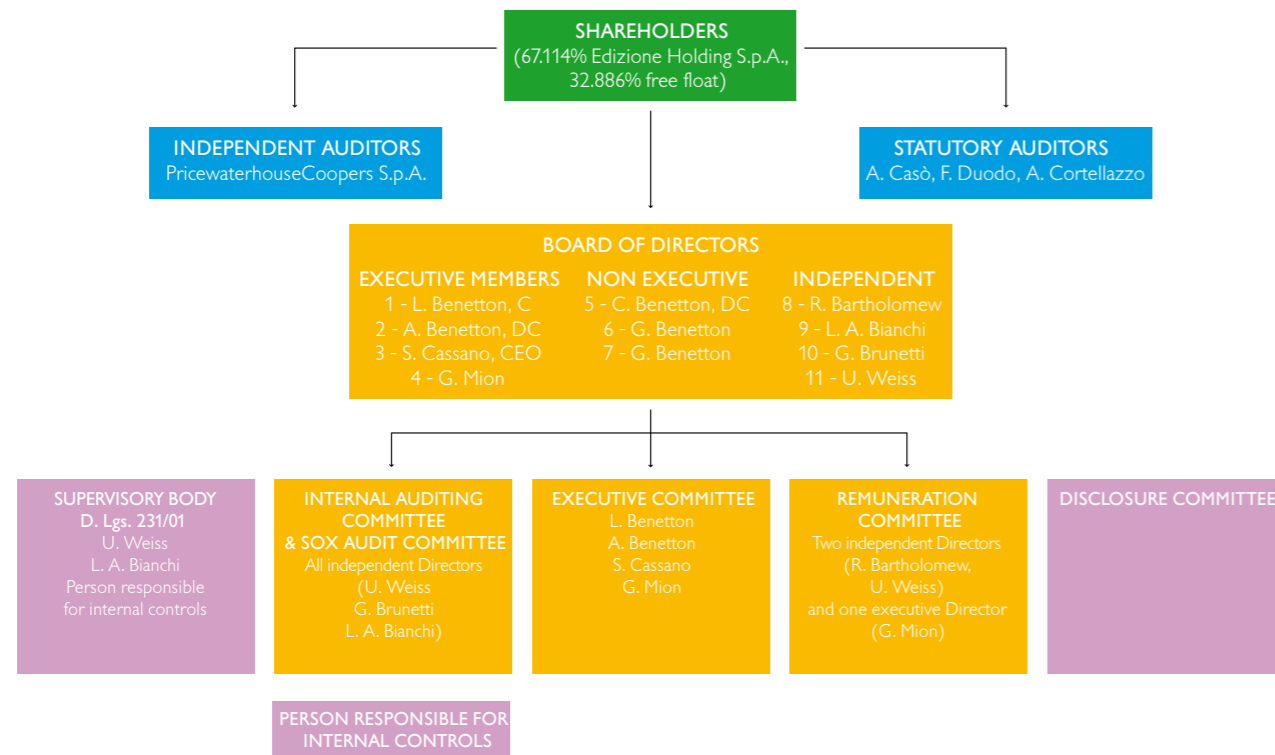 SHAREHOLDERS
(67.114% Edizione Holding S.p.A.,
32.886% free float)
INDEPENDENT AUDITORS
PricewaterhouseCoopers S.p.A.
STATUTORY AUDITORS
A. Casò, F. Duodo, A. Cortellazzo
BOARD OF DIRECTORS
EXECUTIVE MEMBERS
1 - L. Benetton, C
2 - A. Benetton, DC
3 - S. Cassano, CEO
4 - G. Mion
NON EXECUTIVE
5 - C. Benetton, DC
6 - G. Benetton
7 - G. Benetton
INDEPENDENT
8 - R. Bartholomew
9 - L. A. Bianchi
10 - G. Brunetti
11 - U. Weiss
SUPERVISORY BODY
D. Lgs. 231/01
U. Weiss
L. A. Bianchi
Person responsible
for internal controls
INTERNAL AUDITING
COMMITTEE
& SOX AUDIT COMMITTEE
All independent Directors
(U. Weiss
G. Brunetti
L. A. Bianchi)
EXECUTIVE COMMITTEE
L. Benetton
A. Benetton
S. Cassano
G. Mion
REMUNERATION
COMMITTEE
Two independent Directors
(R. Bartholomew,
U. Weiss)
and one executive Director
(G. Mion)
DISCLOSURE COMMITTEE
PERSON RESPONSIBLE FOR
INTERNAL CONTROLS